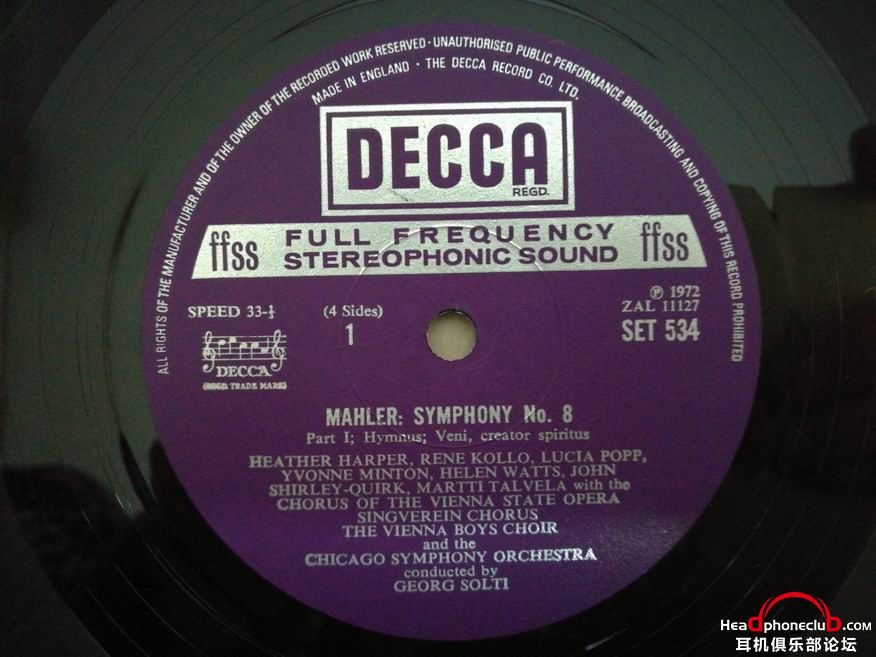 ALL RIGHTS OF THE MANUFACTURER AND OF THE OWNER OF THE RECORDED WORK RESERVED · UNAUTHORISED PUBLIC PERFORMANCE BROADCASTING AND COPYING OF THIS RECORD PROHIBITED
MADE IN ENGLAND · THE DECCA RECORD CO. LTD.
DECCA
REGD.
ffss FULL FREQUENCY ffss
STEREOPHONIC SOUND
SPEED 33-⅓
(4 Sides)
1
℗ 1972
ZAL 11127
SET 534
DECCA
(REGD. TRADE MARK)
MAHLER: SYMPHONY No. 8
Part I; Hymnus; Veni, creator spiritus
HEATHER HARPER, RENE KOLLO, LUCIA POPP,
YVONNE MINTON, HELEN WATTS, JOHN
SHIRLEY-QUIRK, MARTTI TALVELA with the
CHORUS OF THE VIENNA STATE OPERA
SINGVEREIN CHORUS
THE VIENNA BOYS CHOIR
and the
CHICAGO SYMPHONY ORCHESTRA
conducted by
GEORG SOLTI
Headphoneclub.com
耳机俱乐部论坛